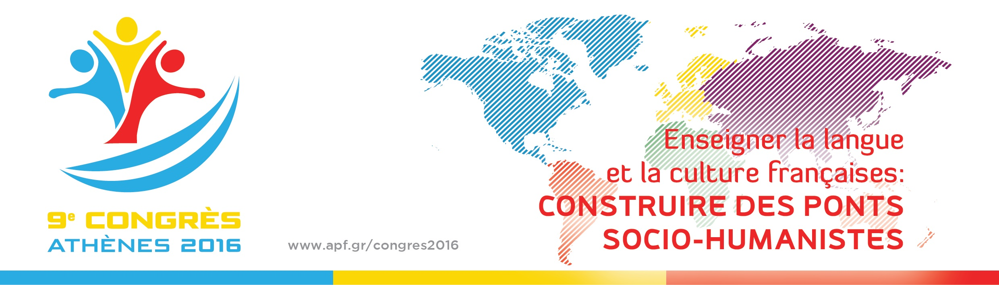 9e CONGRÈS
ATHÈNES 2016
www.apf.gr/congres2016
Enseigner la langue
et la culture françaises:
CONSTRUIRE DES PONTS
SOCIO-HUMANISTES